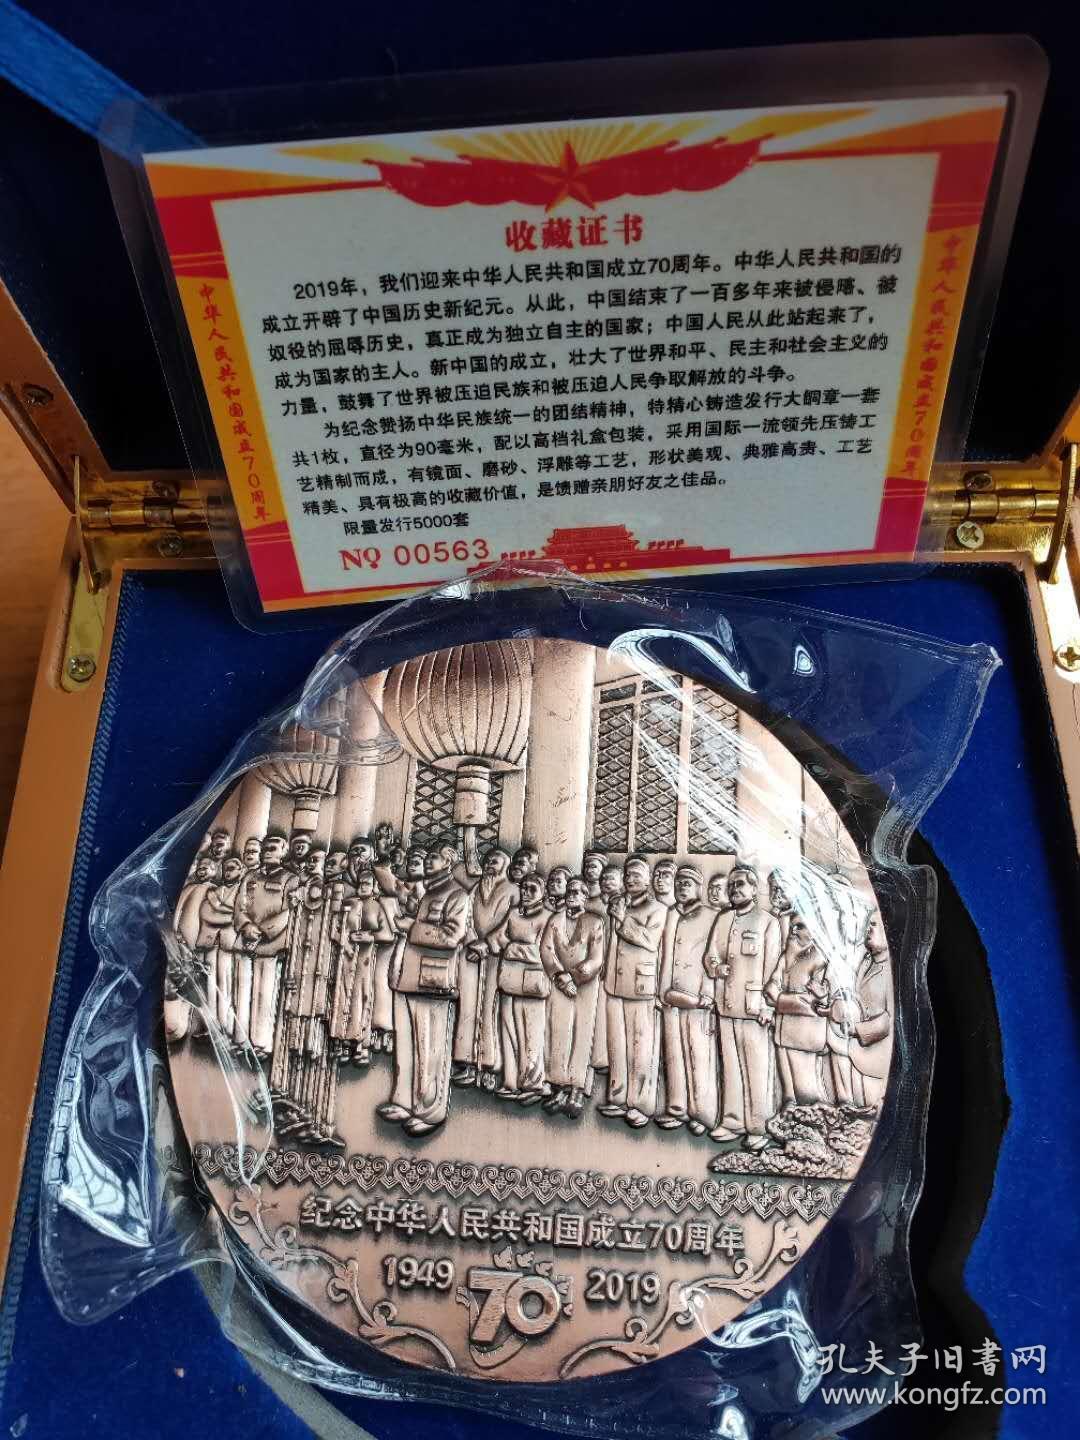 收藏证书
2019年，我们迎来中华人民共和国成立70周年。中华人民共和国的
成立开辟了中国历史新纪元。从此，中国结束了一百多年来被侵略、被
奴役的屈辱历史，真正成为独立自主的国家；中国人民从此站起来了，
成为国家的主人。新中国的成立，壮大了世界和平、民主和社会主义的
力量，鼓舞了世界被压迫民族和被压迫人民争取解放的斗争。
为纪念赞扬中华民族统一的团结精神，特精心铸造发行大铜章一套
共1枚，直径为90毫米，配以高档礼盒包装，采用国际一流领先压铸工
艺精制而成，有镜面、磨砂、浮雕等工艺，形状美观、典雅高贵、工艺
精美、具有极高的收藏价值，是馈赠亲朋好友之佳品。
限量发行5000套
NO 00563
中华人民共和国成立70周年
中华人民共和国成立70周年
纪念中华人民共和国成立70周年
1949 70 2019
孔夫子旧書网
www.kongfz.com